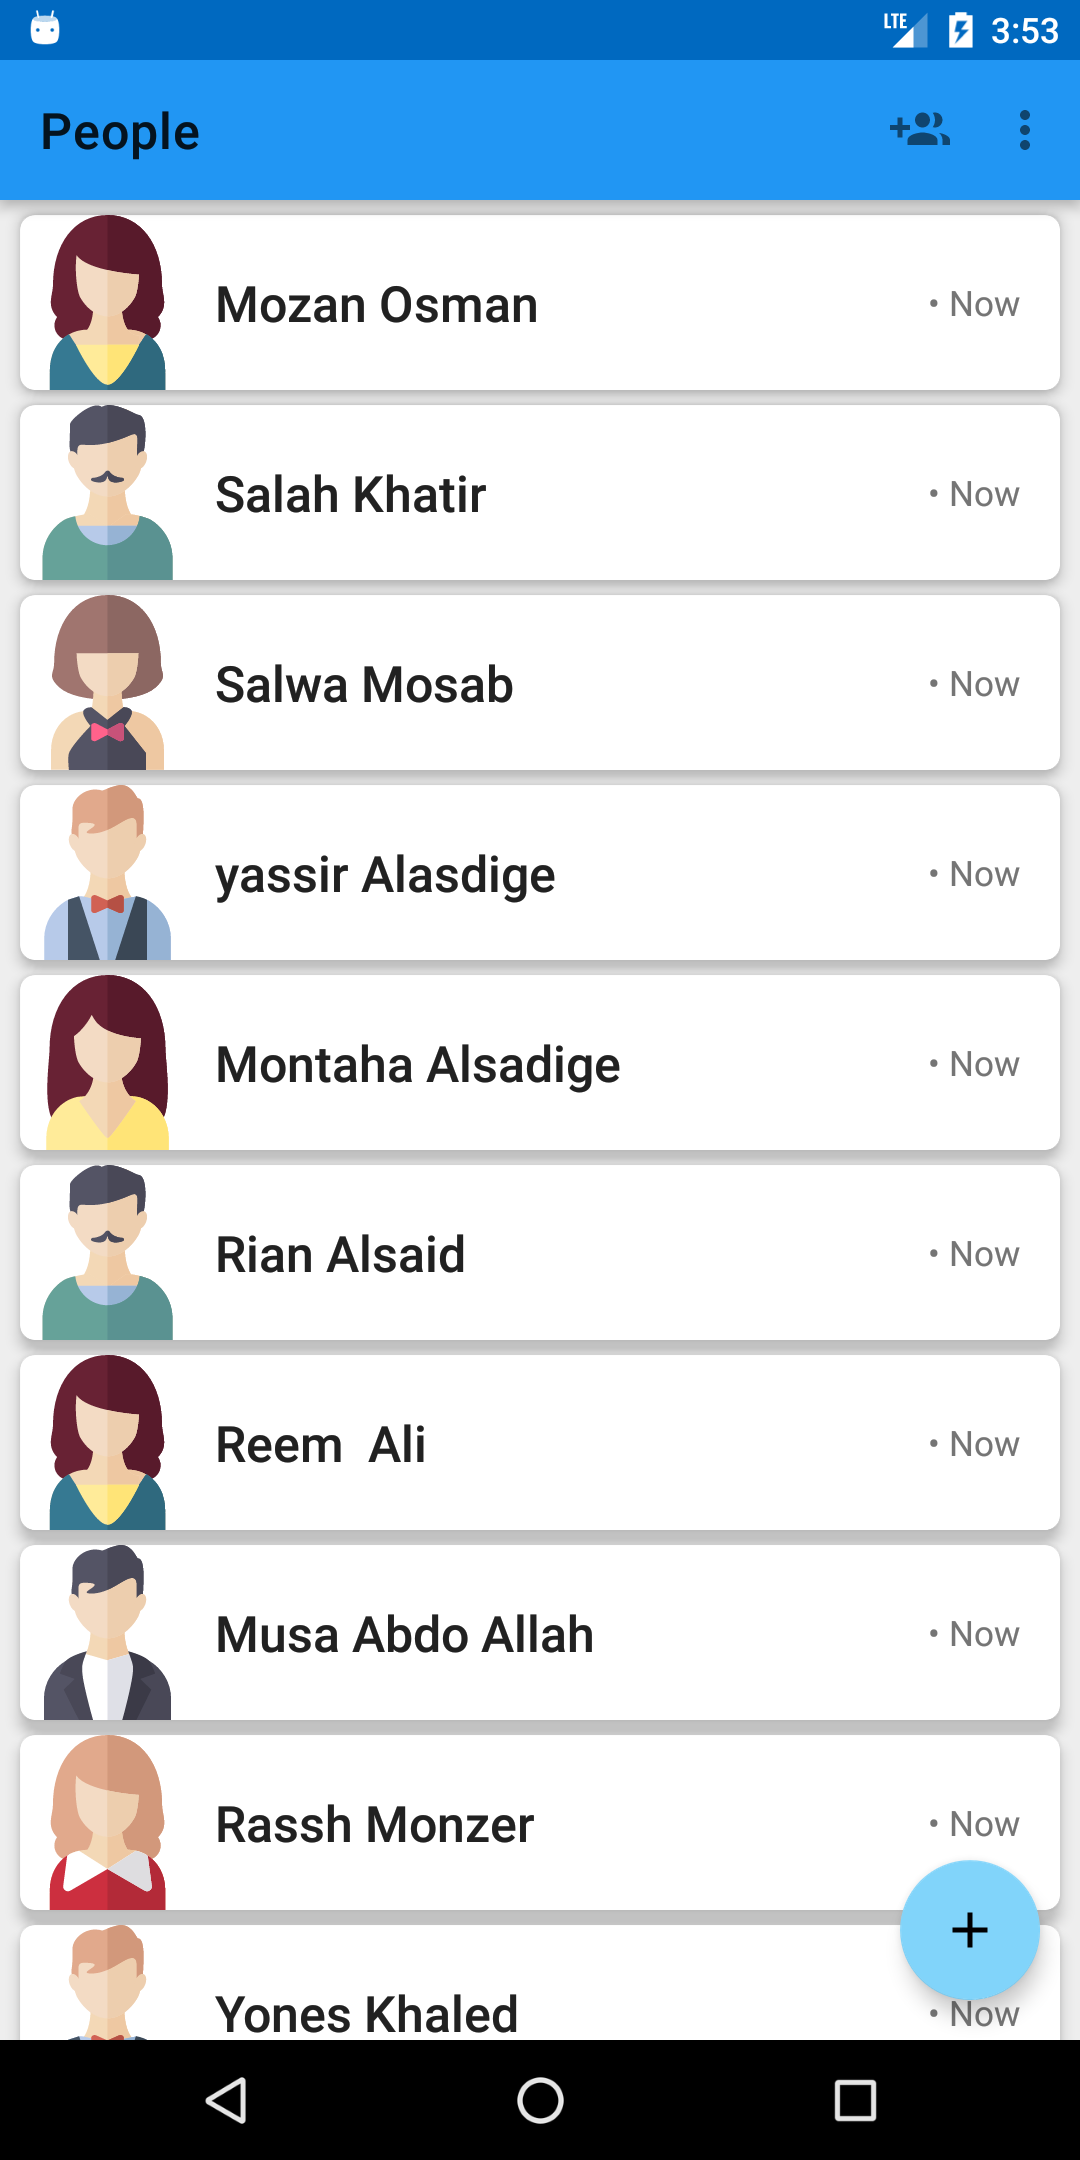 LTE 3:53
People
Mozan Osman • Now
Salah Khatir • Now
Salwa Mosab • Now
yassir Alasdige • Now
Montaha Alsadige • Now
Rian Alsaid • Now
Reem  Ali • Now
Musa Abdo Allah • Now
Rassh Monzer • Now
Yones Khaled • Now